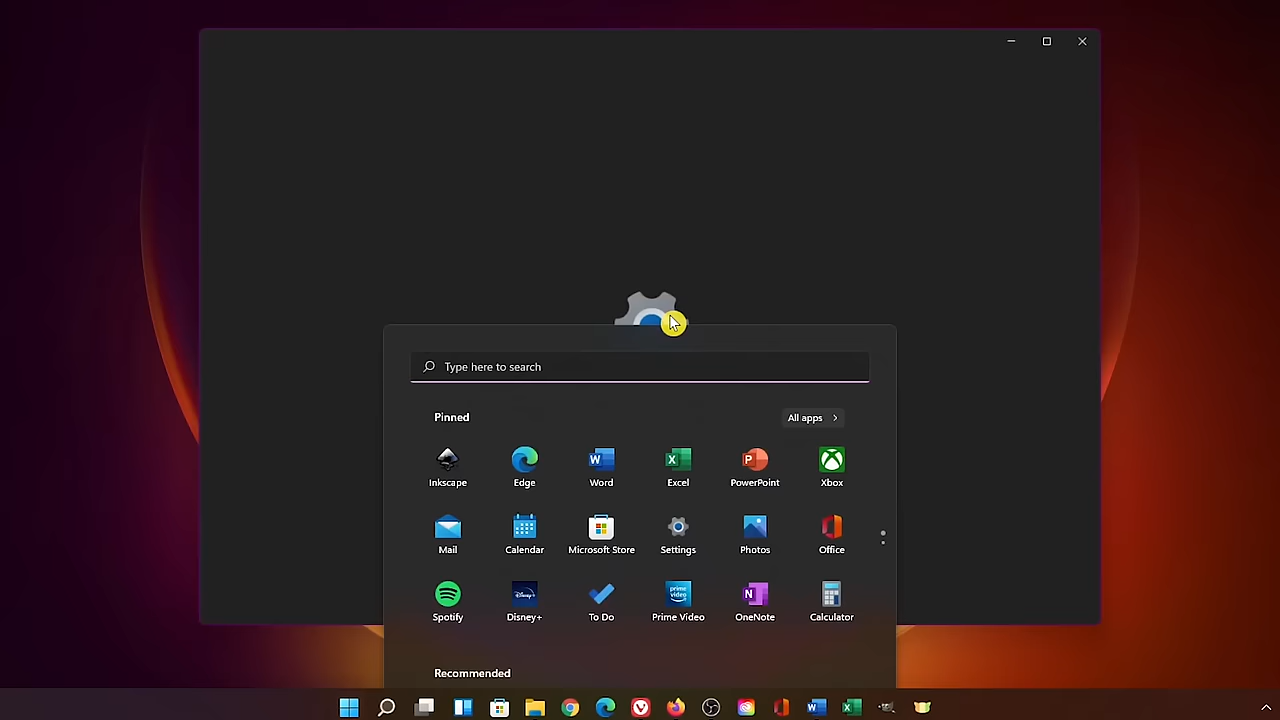 Type here to search
Pinned
All apps
Inkscape
Edge
Word
Excel
PowerPoint
Xbox
Mail
Calendar
Microsoft Store
Settings
Photos
Office
Spotify
Disney+
To Do
Prime Video
OneNote
Calculator
Recommended